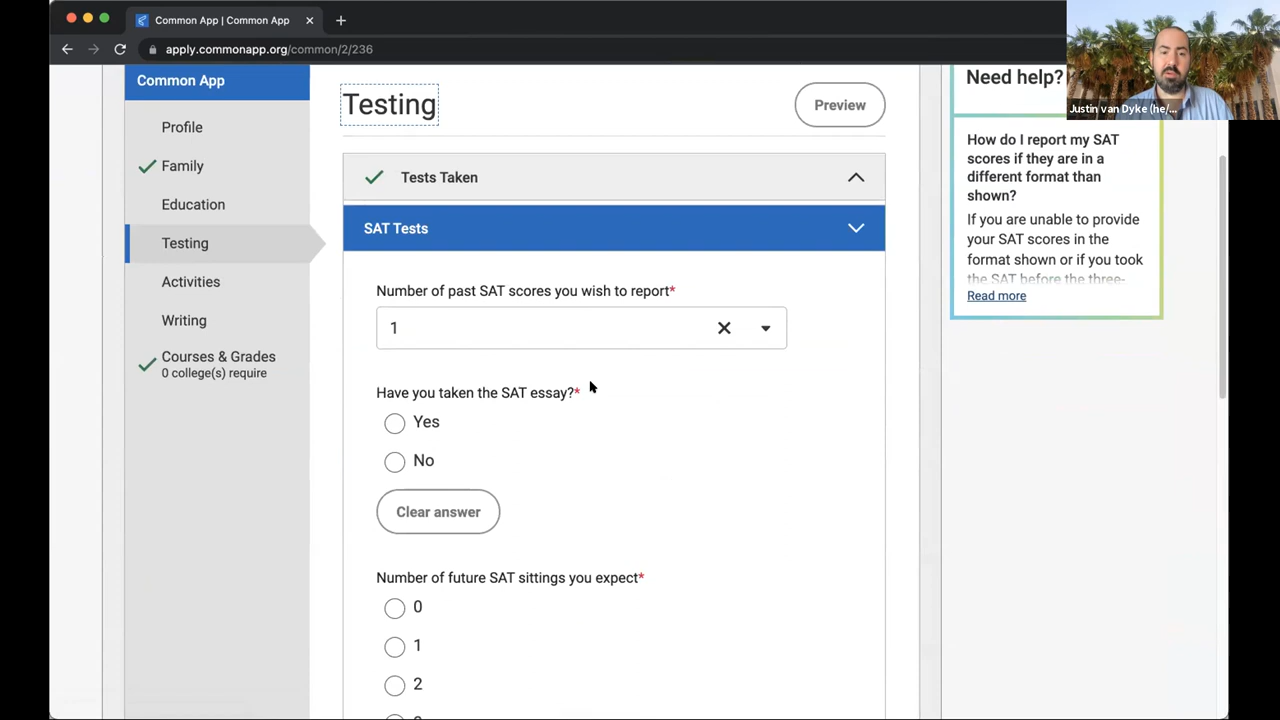 Common App | Common App
apply.commonapp.org/common/2/236
Justin van Dyke (he/...
Common App
Profile
Family
Education
Testing
Activities
Writing
Courses & Grades
0 college(s) require
Testing
Preview
Tests Taken
SAT Tests
Number of past SAT scores you wish to report*
1
Have you taken the SAT essay?*
Yes
No
Clear answer
Number of future SAT sittings you expect*
0
1
2
Need help?
How do I report my SAT
scores if they are in a
different format than
shown?
If you are unable to provide
your SAT scores in the
format shown or if you took
the SAT before the three-
Read more